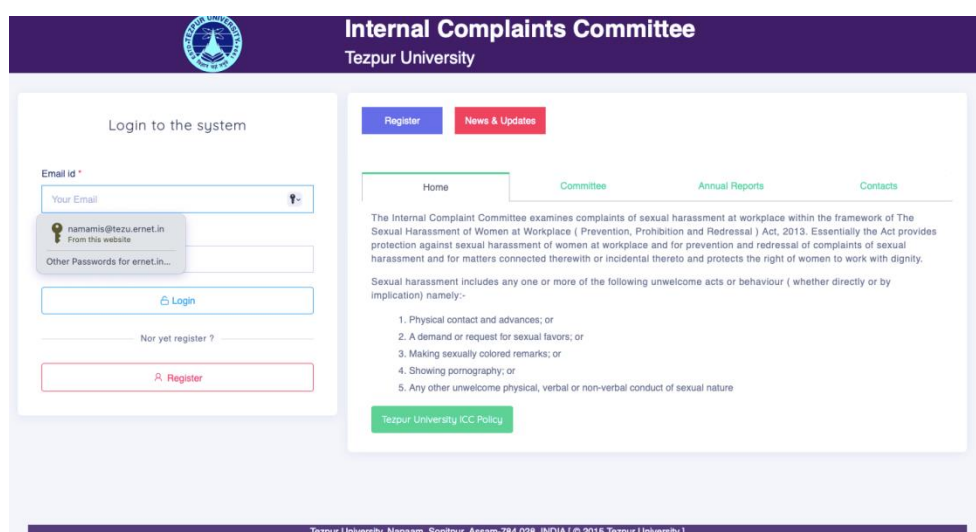 Internal Complaints Committee
Tezpur University
Login to the system
Email id *
Your Email
namamis@tezu.ernet.in
From this website
Other Passwords for ernet.in...
Login
Nor yet register ?
Register
Register
News & Updates
Home
Committee
Annual Reports
Contacts
The Internal Complaint Committee examines complaints of sexual harassment at workplace within the framework of The
Sexual Harassment of Women at Workplace ( Prevention, Prohibition and Redressal ) Act, 2013. Essentially the Act provides
protection against sexual harassment of women at workplace and for prevention and redressal of complaints of sexual
harassment and for matters connected therewith or incidental thereto and protects the right of women to work with dignity.
Sexual harassment includes any one or more of the following unwelcome acts or behaviour ( whether directly or by
implication) namely:-
1. Physical contact and advances; or
2. A demand or request for sexual favors; or
3. Making sexually colored remarks; or
4. Showing pornography; or
5. Any other unwelcome physical, verbal or non-verbal conduct of sexual nature
Tezpur University ICC Policy
Tezpur University, Napaam, Sonitpur, Assam-784 028, INDIA [ © 2015 Tezpur University ]